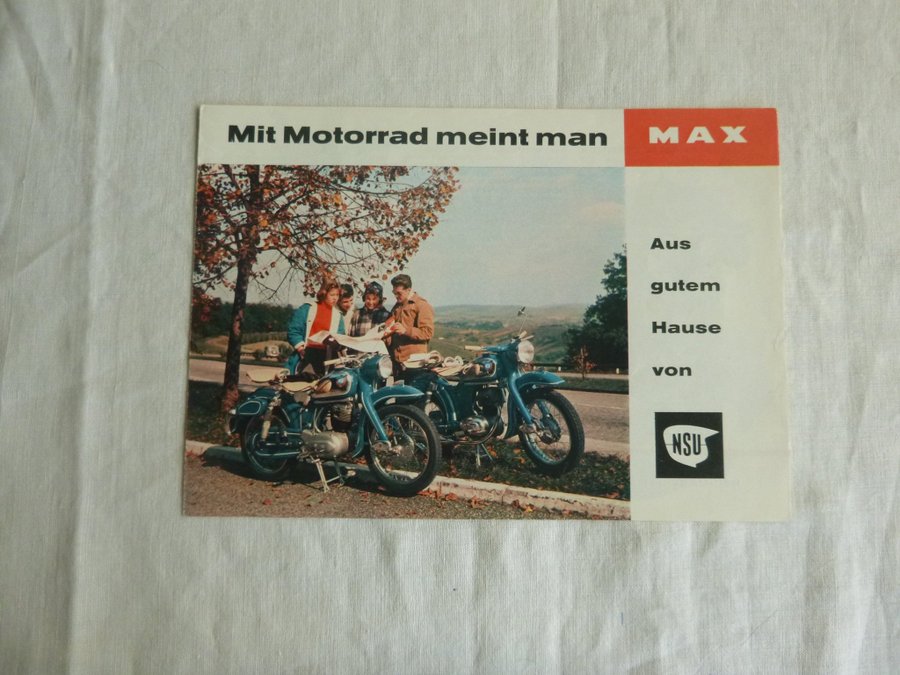 Mit Motorrad meint man MAX
Aus
gutem
Hause
von
NSU